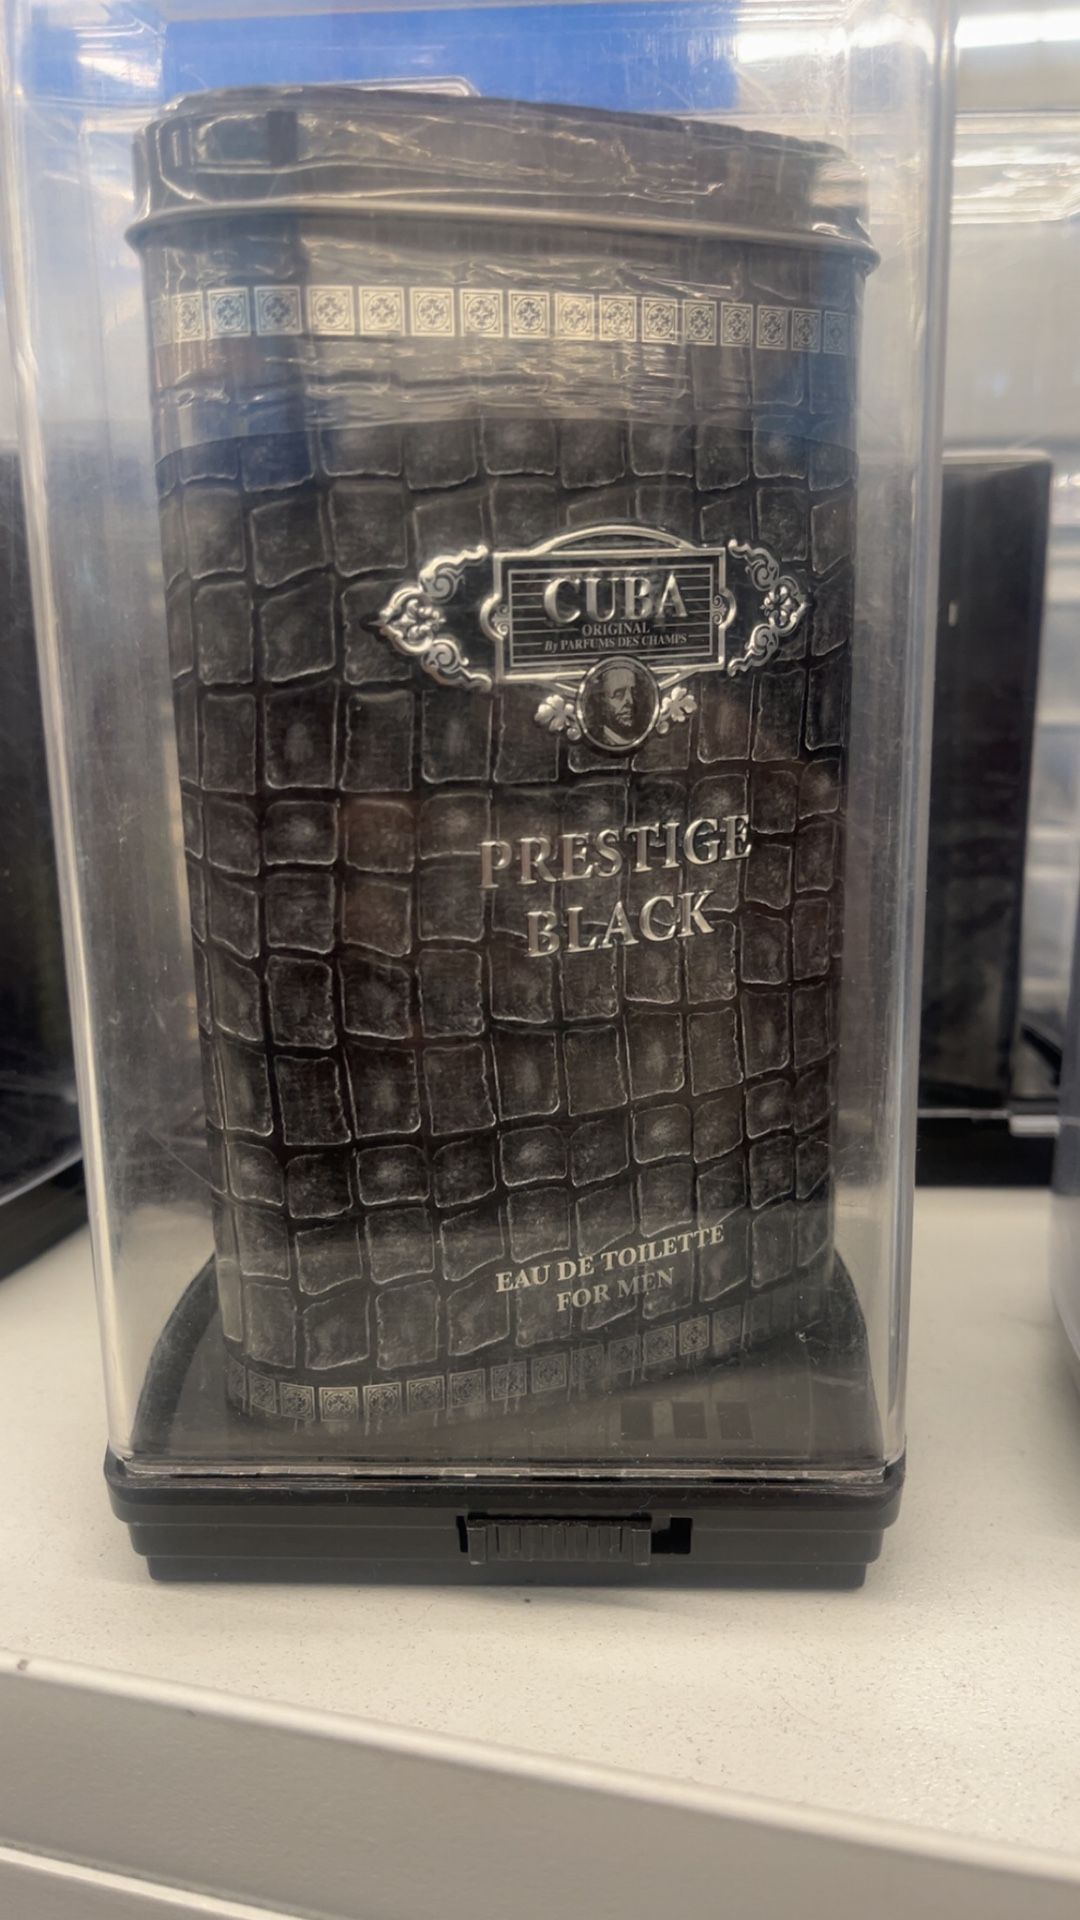 CUBA
ORIGINAL
By PARFUMS DES CHAMPS
PRESTIGE
BLACK
EAU DE TOILETTE
FOR MEN